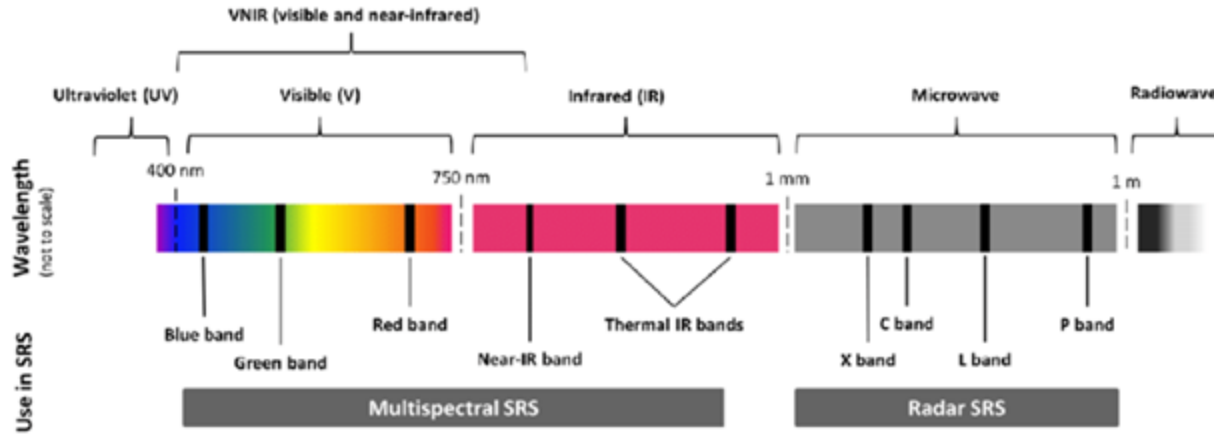 VNIR (visible and near-infrared)
Ultraviolet (UV)
Visible (V)
Infrared (IR)
Microwave
Radiowave
Wavelength
(not to scale)
400 nm
750 nm
1 mm
1 m
Blue band
Green band
Red band
Near-IR band
Thermal IR bands
X band
C band
L band
P band
Use in SRS
Multispectral SRS
Radar SRS